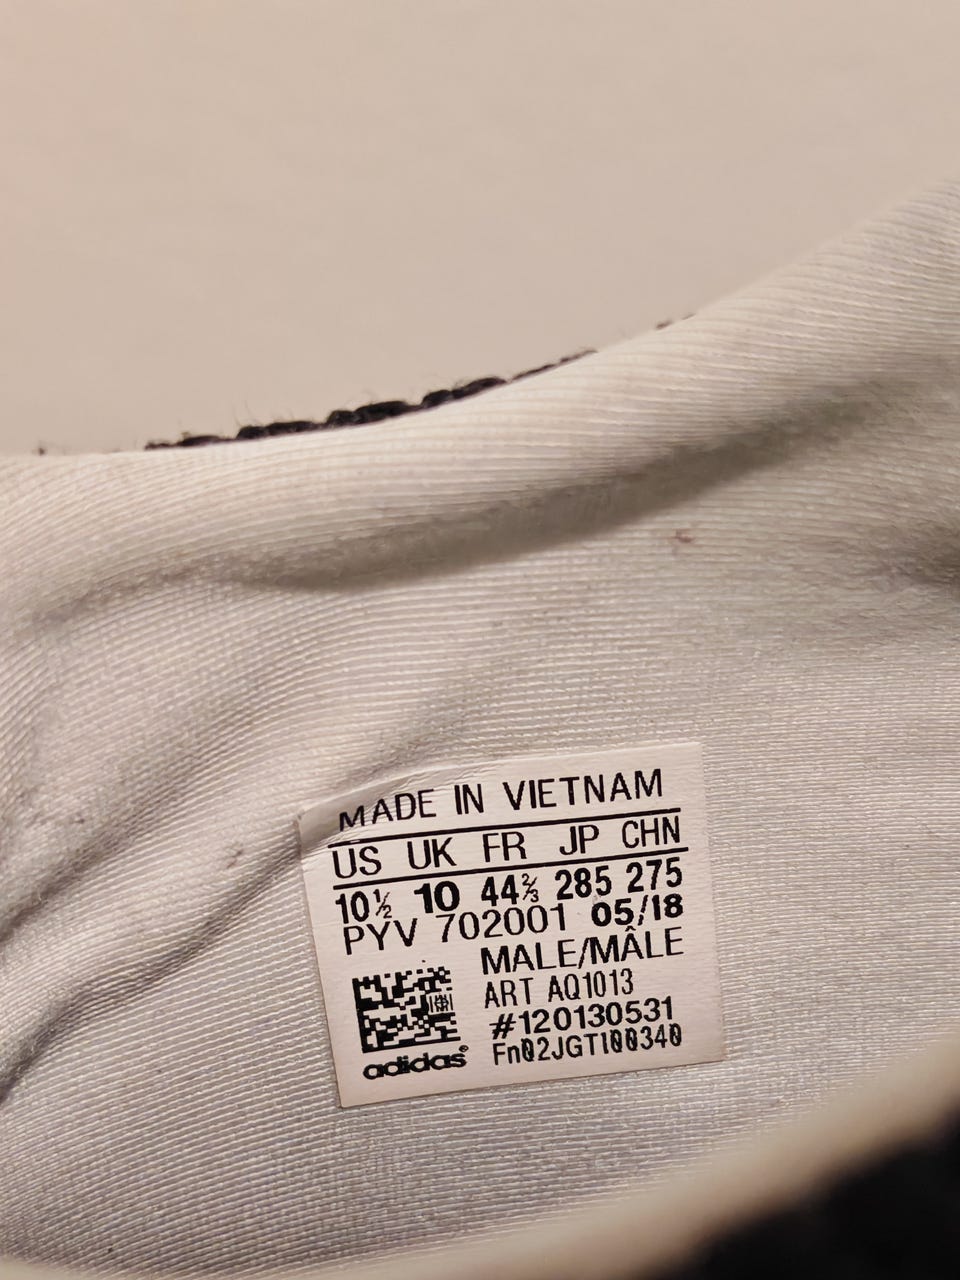 MADE IN VIETNAM
US UK FR JP CHN
10½ 10 44⅔ 285 275
PYV 702001 05/18
MALE/MÂLE
ART AQ1013
#120130531
Fn02JGTI00340
adidas®